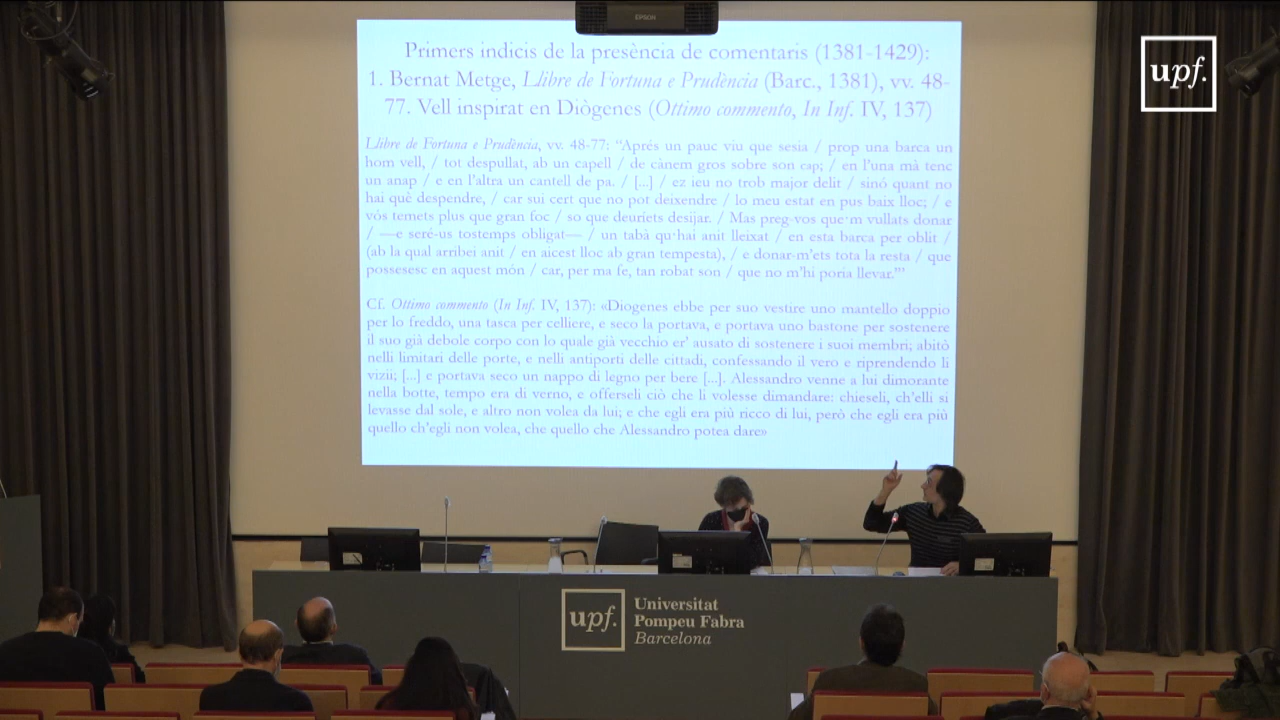 EPSON
upf.
Primers indicis de la presència de comentaris (1381-1429):
1. Bernat Metge, Llibre de Fortuna e Prudència (Barc., 1381), vv. 48-
77. Vell inspirat en Diògenes (Ottimo commento, In Inf. IV, 137)
Llibre de Fortuna e Prudència, vv. 48-77: “Aprés un pauc viu que sesia / prop una barca un
hom vell, / tot despullat, ab un capell / de cànem gros sobre son cap; / en l’una mà tenc
un anap / e en l’altra un cantell de pa. / [...] / ez ieu no trob major delit / sinó quant no
hai què despendre, / car sui cert que no pot deixendre / lo meu estat en pus baix lloc; / e
vós temets plus que gran foc / so que deuríets desijar. / Mas preg-vos que·m vullats donar
/ —e seré-us tostemps obligat— / un tabà qu·hai anit lleixat / en esta barca per oblit /
(ab la qual arribei anit / en aicest lloc ab gran tempesta), / e donar-m’ets tota la resta / que
possesesc en aquest món / car, per ma fe, tan robat son / que no m’hi poria llevar.””
Cf. Ottimo commento (In Inf. IV, 137): «Diogenes ebbe per suo vestire uno mantello doppio
per lo freddo, una tasca per celliere, e seco la portava, e portava uno bastone per sostenere
il suo già debole corpo con lo quale già vecchio er’ ausato di sostenere i suoi membri; abitò
nelli limitari delle porte, e nelli antiporti delle cittadi, confessando il vero e riprendendo li
vizii; [...] e portava seco un nappo di legno per bere [...]. Alessandro venne a lui dimorante
nella botte, tempo era di verno, e offerseli ciò che li volesse dimandare: chieseli, ch’elli si
levasse dal sole, e altro non volea da lui; e che egli era più ricco di lui, però che egli era più
quello ch’egli non volea, che quello che Alessandro potea dare»
upf.
Universitat
Pompeu Fabra
Barcelona